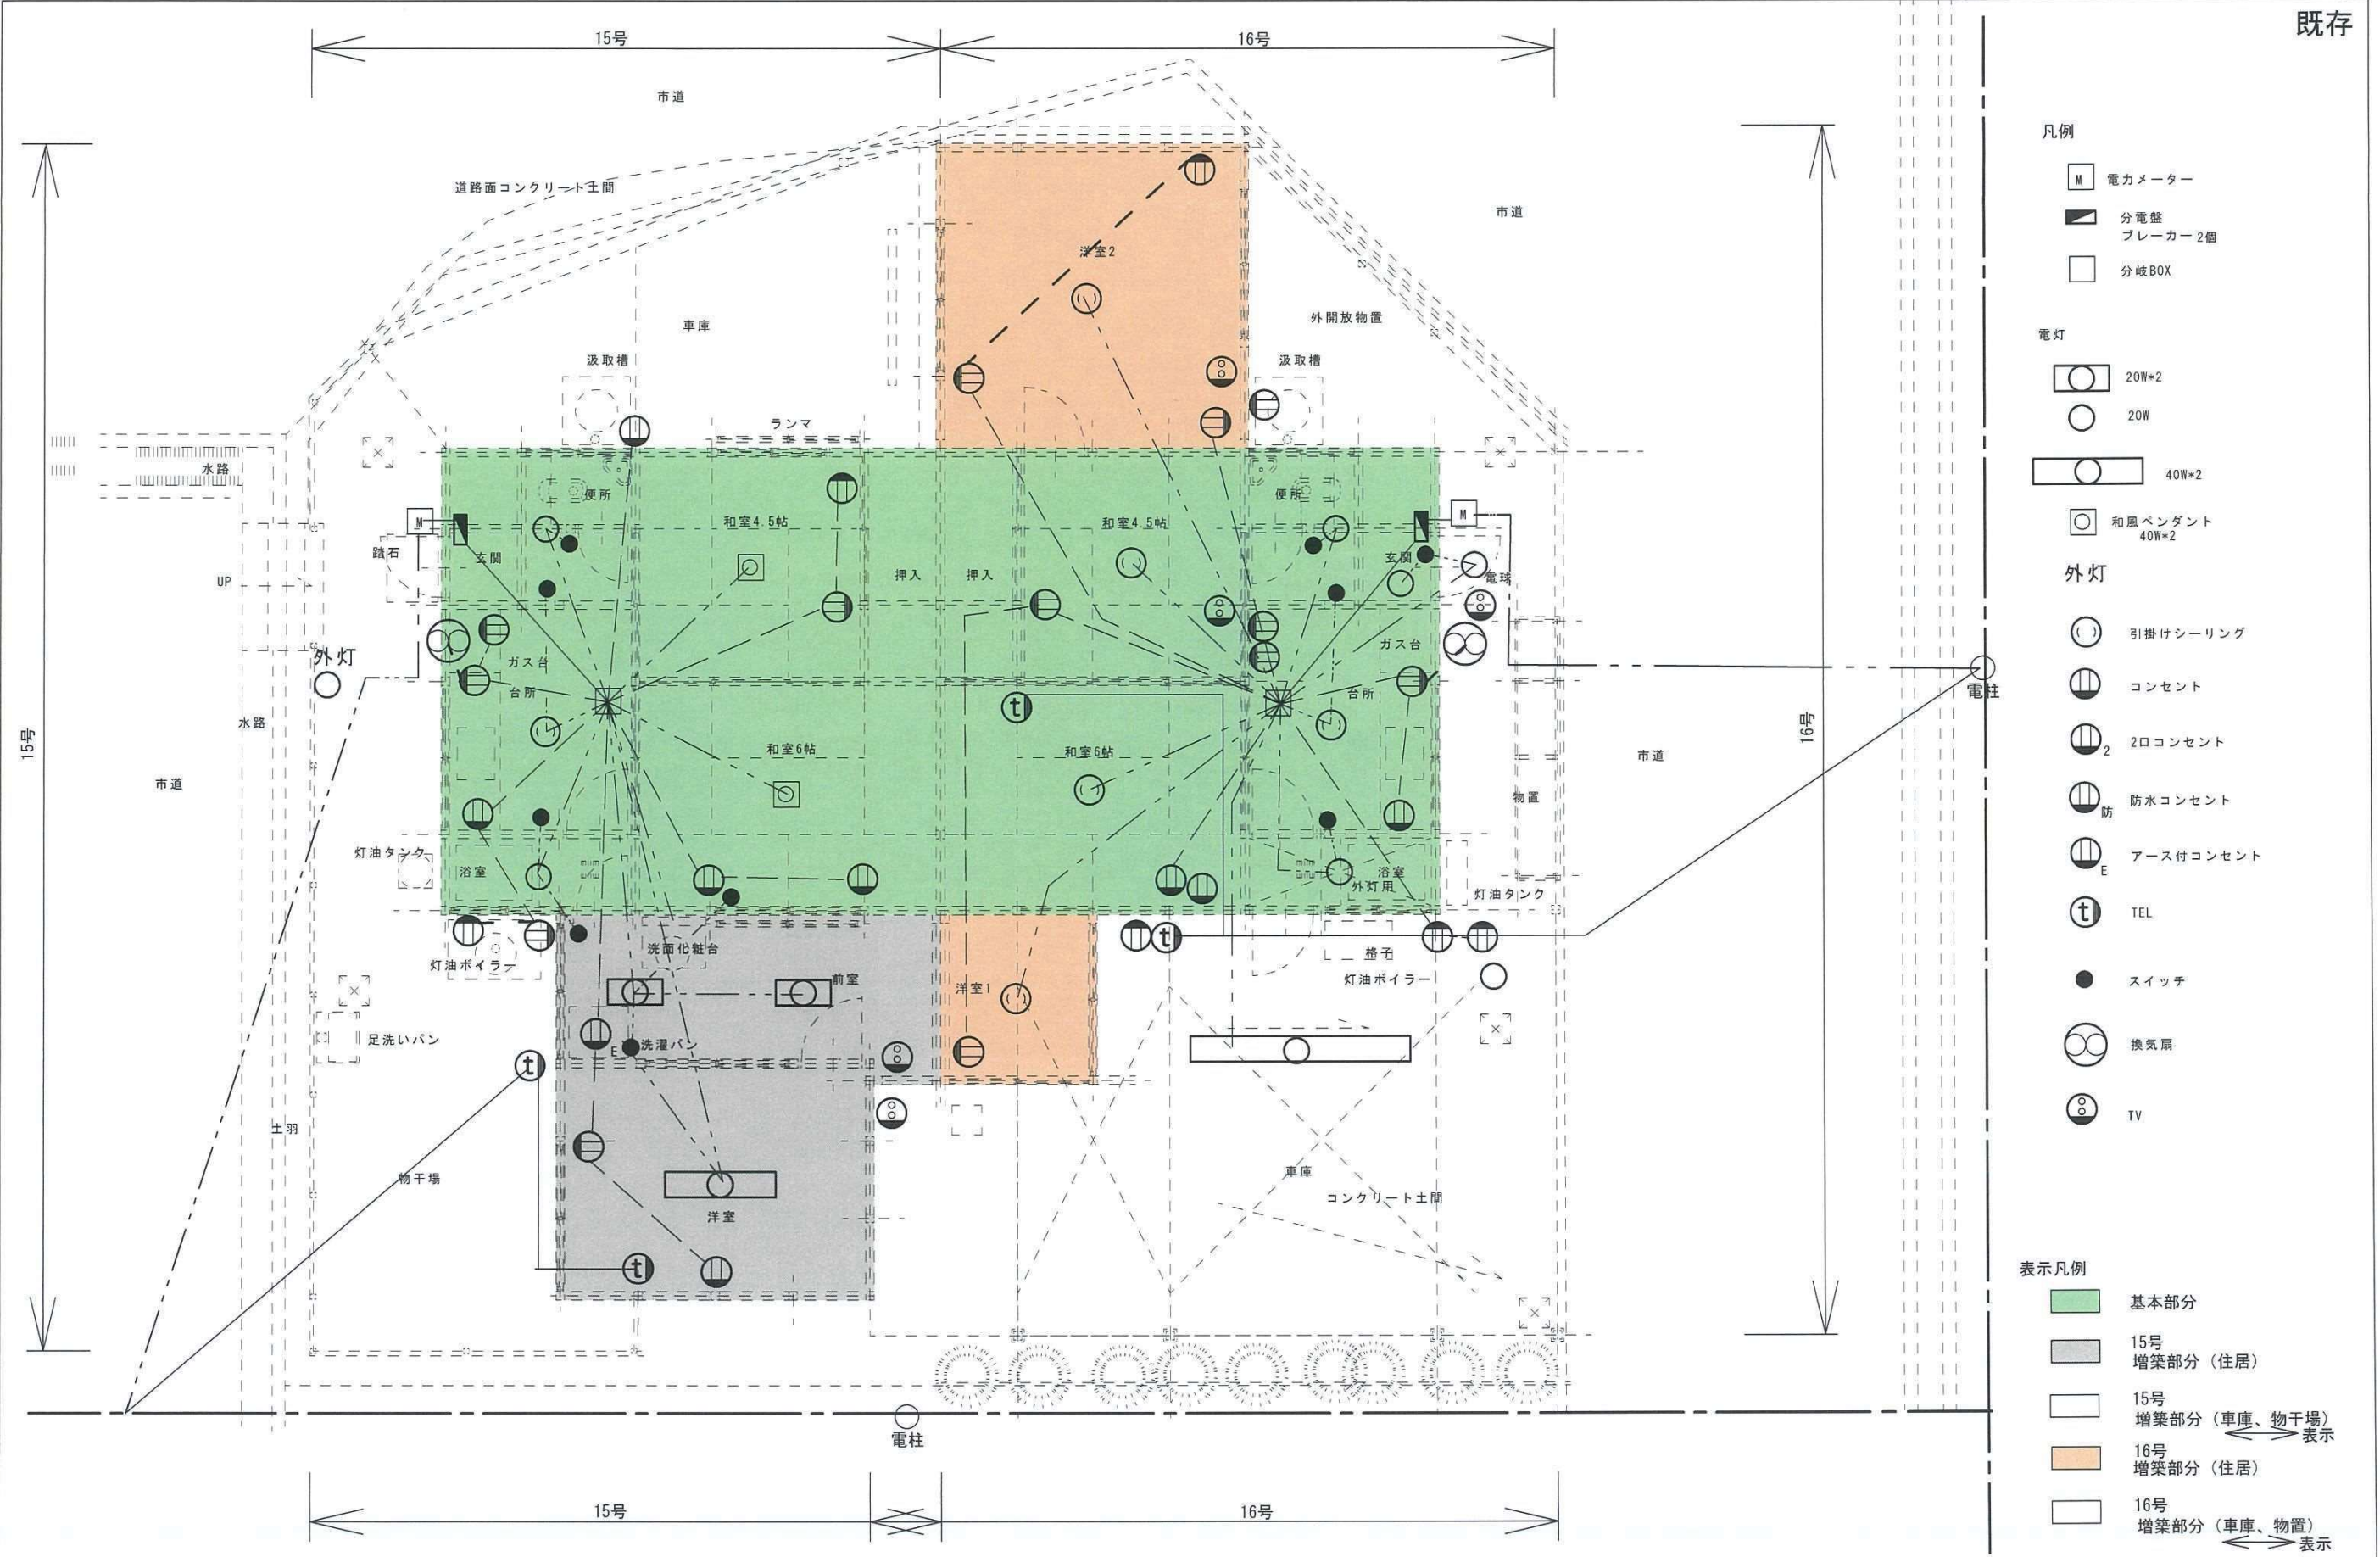 既存
15号
16号
市道
道路面コンクリート土間
市道
洋室2
車庫
外開放物置
汲取槽
汲取槽
ランマ
水路
便所
便所
M
M
和室4.5帖
和室4.5帖
踏石
玄関
玄関
UP
押入
押入
電球
外灯
ガス台
ガス台
台所
台所
電柱
t
水路
15号
16号
和室6帖
和室6帖
市道
市道
物置
灯油タンク
浴室
浴室
外灯用
灯油タンク
洗面化粧台
t
格子
灯油ボイラー
灯油ボイラー
前室
洋室1
足洗いパン
E
洗濯パン
t
土羽
物干場
車庫
コンクリート土間
洋室
t
電柱
15号
16号
凡例
M
電力メーター
分電盤
ブレーカー2個
分岐BOX
電灯
20W*2
20W
40W*2
和風ペンダント
40W*2
外灯
引掛けシーリング
コンセント
2
2口コンセント
防
防水コンセント
E
アース付コンセント
t
TEL
スイッチ
換気扇
TV
表示凡例
基本部分
15号
増築部分（住居）
15号
増築部分（車庫、物干場）
表示
16号
増築部分（住居）
16号
増築部分（車庫、物置）
表示